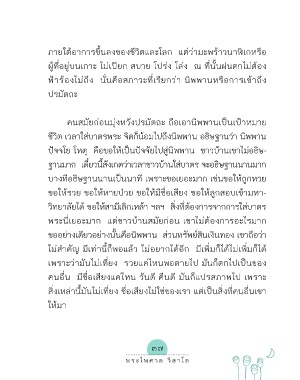 ภายใต้อาการขึ้นลงของชีวิตและโลก แต่ว่ามะพร้าวนาฬิเกหรือ
ผู้ที่อยู่บนเกาะ ไม่เปียก สบาย โปร่ง โล่ง ณ ที่นั้นฝนตกไม่ต้อง
ฟ้าร้องไม่ถึง นั่นคือสภาวะที่เรียกว่า นิพพานหรือการเข้าถึง
ปรมัตถะ
คนสมัยก่อนมุ่งหวังปรมัตถะ ถือเอานิพพานเป็นเป้าหมาย
ชีวิต เวลาใส่บาตรพระ จิตก็น้อมไปถึงนิพพาน อธิษฐานว่า นิพพาน
ปัจจโย โหตุ คือขอให้เป็นปัจจัยไปสู่นิพพาน ชาวบ้านเขาไม่อธิษ-
ฐานมาก เดี๋ยวนี้สังเกตว่าเวลาชาวบ้านใส่บาตร จะอธิษฐานนานมาก
บางทีอธิษฐานนานเป็นนาที เพราะขอเยอะมาก เช่นขอให้ถูกหวย
ขอให้รวย ขอให้หายป่วย ขอให้มีชื่อเสียง ขอให้ลูกสอบเข้ามหา-
วิทยาลัยได้ ขอให้สามีเลิกเหล้า ฯลฯ สิ่งที่ต้องการจากการใส่บาตร
พระนี่เยอะมาก แต่ชาวบ้านสมัยก่อน เขาไม่ต้องการอะไรมาก
ขออย่างเดียวอย่างนั้นคือนิพพาน ส่วนทรัพย์สินเงินทอง เขาถือว่า
ไม่สำคัญ มีเท่านี้ก็พอแล้ว ไม่อยากได้อีก มีเพิ่มก็ได้ไม่เพิ่มก็ได้
เพราะว่ามันไม่เที่ยง รวยแค่ไหนพอตายไป มันก็ตกไปเป็นของ
คนอื่น มีชื่อเสียงแค่ไหน วันดี คืนดี มันก็แปรสภาพไป เพราะ
สิ่งเหล่านี้มันไม่เที่ยง ชื่อเสียงไม่ใช่ของเรา แต่เป็นสิ่งที่คนอื่นเขา
ให้มา
๓๗
พระไพศาล วิสาโล